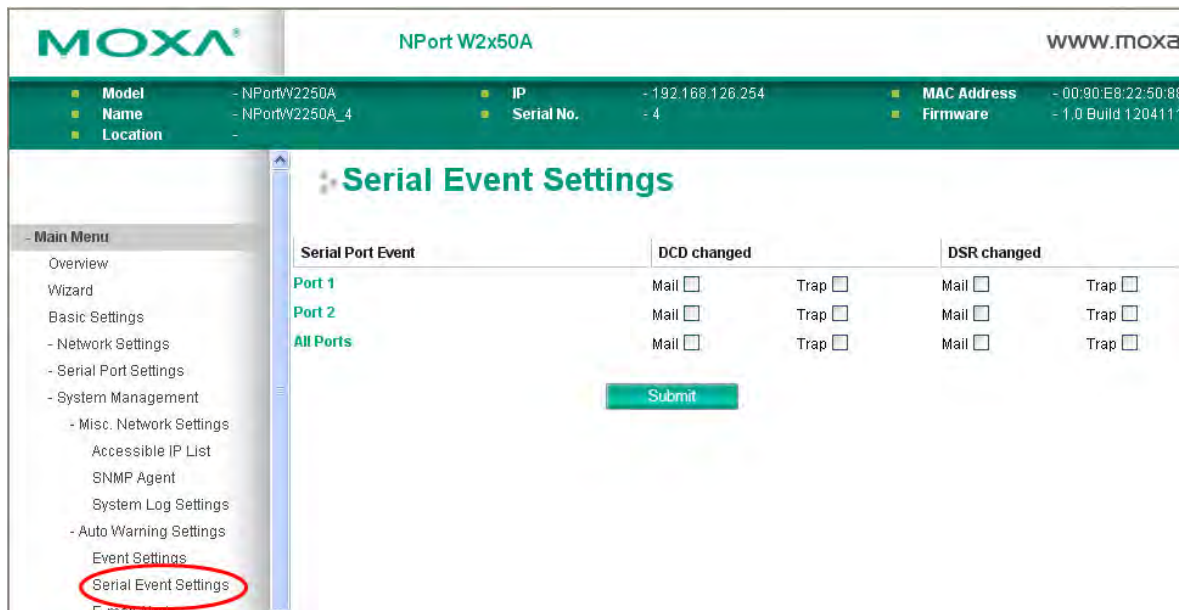 MOXA®
NPort W2x50A
www.moxa
Model - NPortW2250A IP - 192.168.126.254 MAC Address - 00:90:E8:22:50:88
Name - NPortW2250A_4 Serial No. - 4 Firmware - 1.0 Build 1204111
Location -
Serial Event Settings
- Main Menu
Overview
Wizard
Basic Settings
- Network Settings
- Serial Port Settings
- System Management
- Misc. Network Settings
Accessible IP List
SNMP Agent
System Log Settings
- Auto Warning Settings
Event Settings
Serial Event Settings
Serial Port Event DCD changed DSR changed
Port 1 Mail Trap Mail Trap
Port 2 Mail Trap Mail Trap
All Ports Mail Trap Mail Trap
Submit